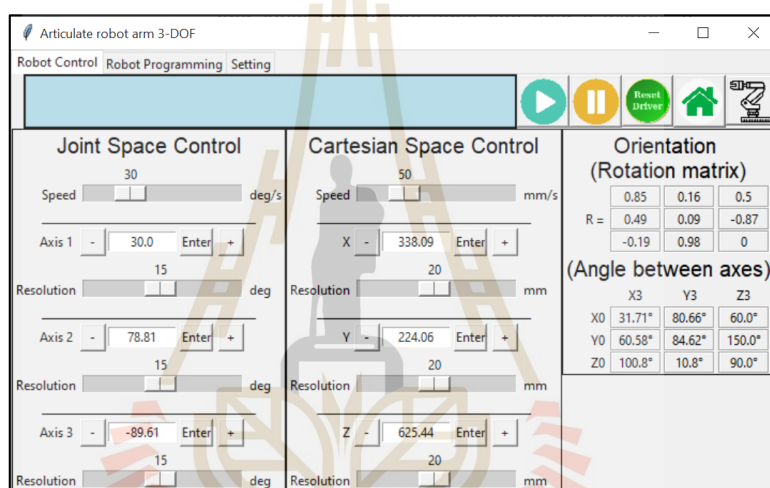 Articulate robot arm 3-DOF
Robot Control Robot Programming Setting
Reset
Driver
Joint Space Control
30
Speed deg/s
Axis 1 - 30.0 Enter +
15
Resolution deg
Axis 2 - 78.81 Enter +
15
Resolution deg
Axis 3 - -89.61 Enter +
15
Resolution deg
Cartesian Space Control
50
Speed mm/s
X - 338.09 Enter +
20
Resolution mm
Y - 224.06 Enter +
20
Resolution mm
Z - 625.44 Enter +
20
Resolution mm
Orientation
(Rotation matrix)
0.85 0.16 0.5
R = 0.49 0.09 -0.87
-0.19 0.98 0
(Angle between axes)
X3 Y3 Z3
X0 31.71° 80.66° 60.0°
Y0 60.58° 84.62° 150.0°
Z0 100.8° 10.8° 90.0°